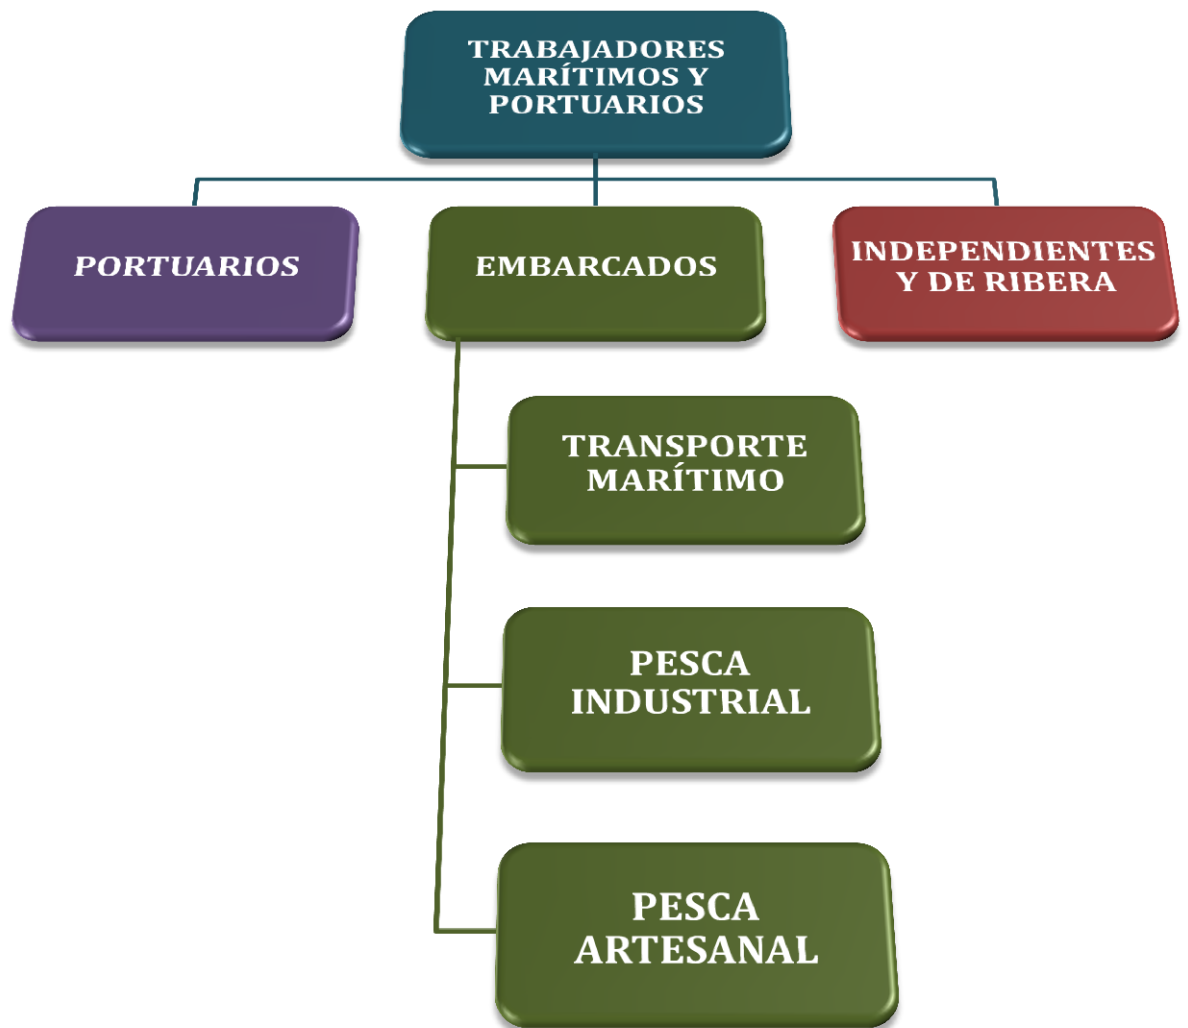 TRABAJADORES
MARÍTIMOS Y
PORTUARIOS
PORTUARIOS
EMBARCADOS
INDEPENDIENTES
Y DE RIBERA
TRANSPORTE
MARÍTIMO
PESCA
INDUSTRIAL
PESCA
ARTESANAL